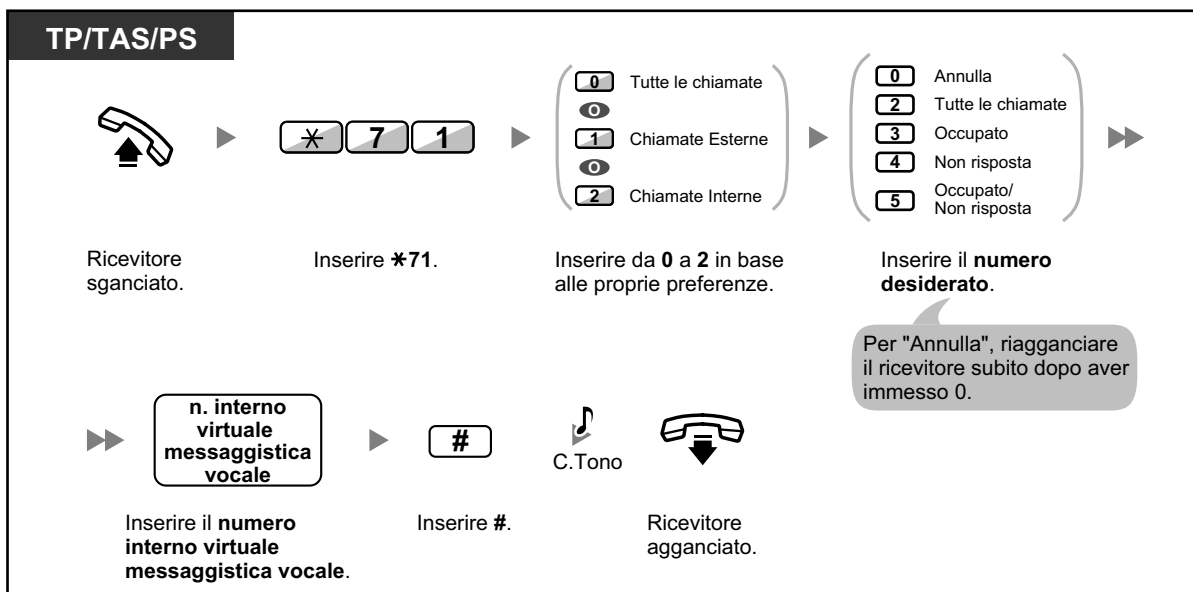 TP/TAS/PS
0 Tutte le chiamate
O
1 Chiamate Esterne
O
2 Chiamate Interne
0 Annulla
2 Tutte le chiamate
3 Occupato
4 Non risposta
5 Occupato/
Non risposta
* 7 1
Ricevitore
sganciato.
Inserire *71.
Inserire da 0 a 2 in base
alle proprie preferenze.
Inserire il numero
desiderato.
Per "Annulla", riagganciare
il ricevitore subito dopo aver
immesso 0.
n. interno
virtuale
messaggistica
vocale
#
C.Tono
Inserire il numero
interno virtuale
messaggistica vocale.
Inserire #.
Ricevitore
agganciato.